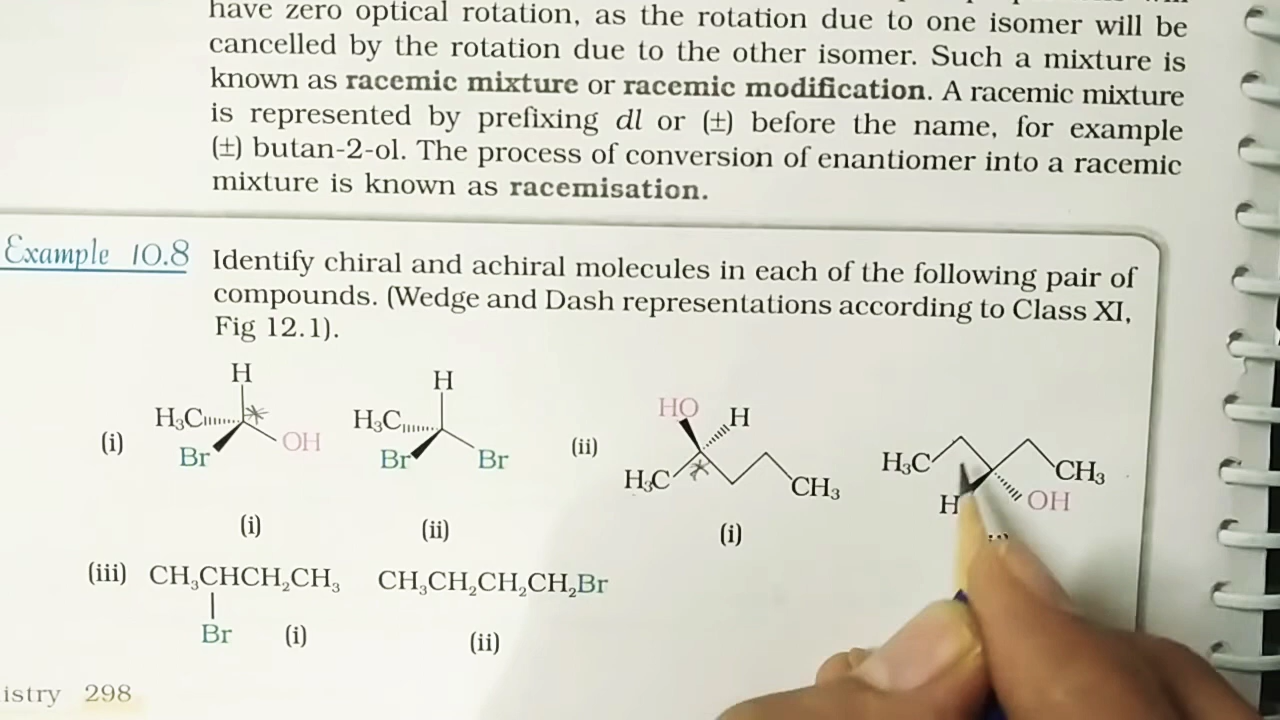 have zero optical rotation, as the rotation due to one isomer will be
cancelled by the rotation due to the other isomer. Such a mixture is
known as racemic mixture or racemic modification. A racemic mixture
is represented by prefixing dl or (±) before the name, for example
(±) butan-2-ol. The process of conversion of enantiomer into a racemic
mixture is known as racemisation.
Example 10.8 Identify chiral and achiral molecules in each of the following pair of
compounds. (Wedge and Dash representations according to Class XI,
Fig 12.1).
(i) H H₃C Br OH H H₃C Br Br (ii) HO H H₃C CH₃ H₃C CH₃ H OH
(i) (ii) (i)
(iii) CH₃CHCH₂CH₃ CH₃CH₂CH₂CH₂Br
Br (i) (ii)
istry 298